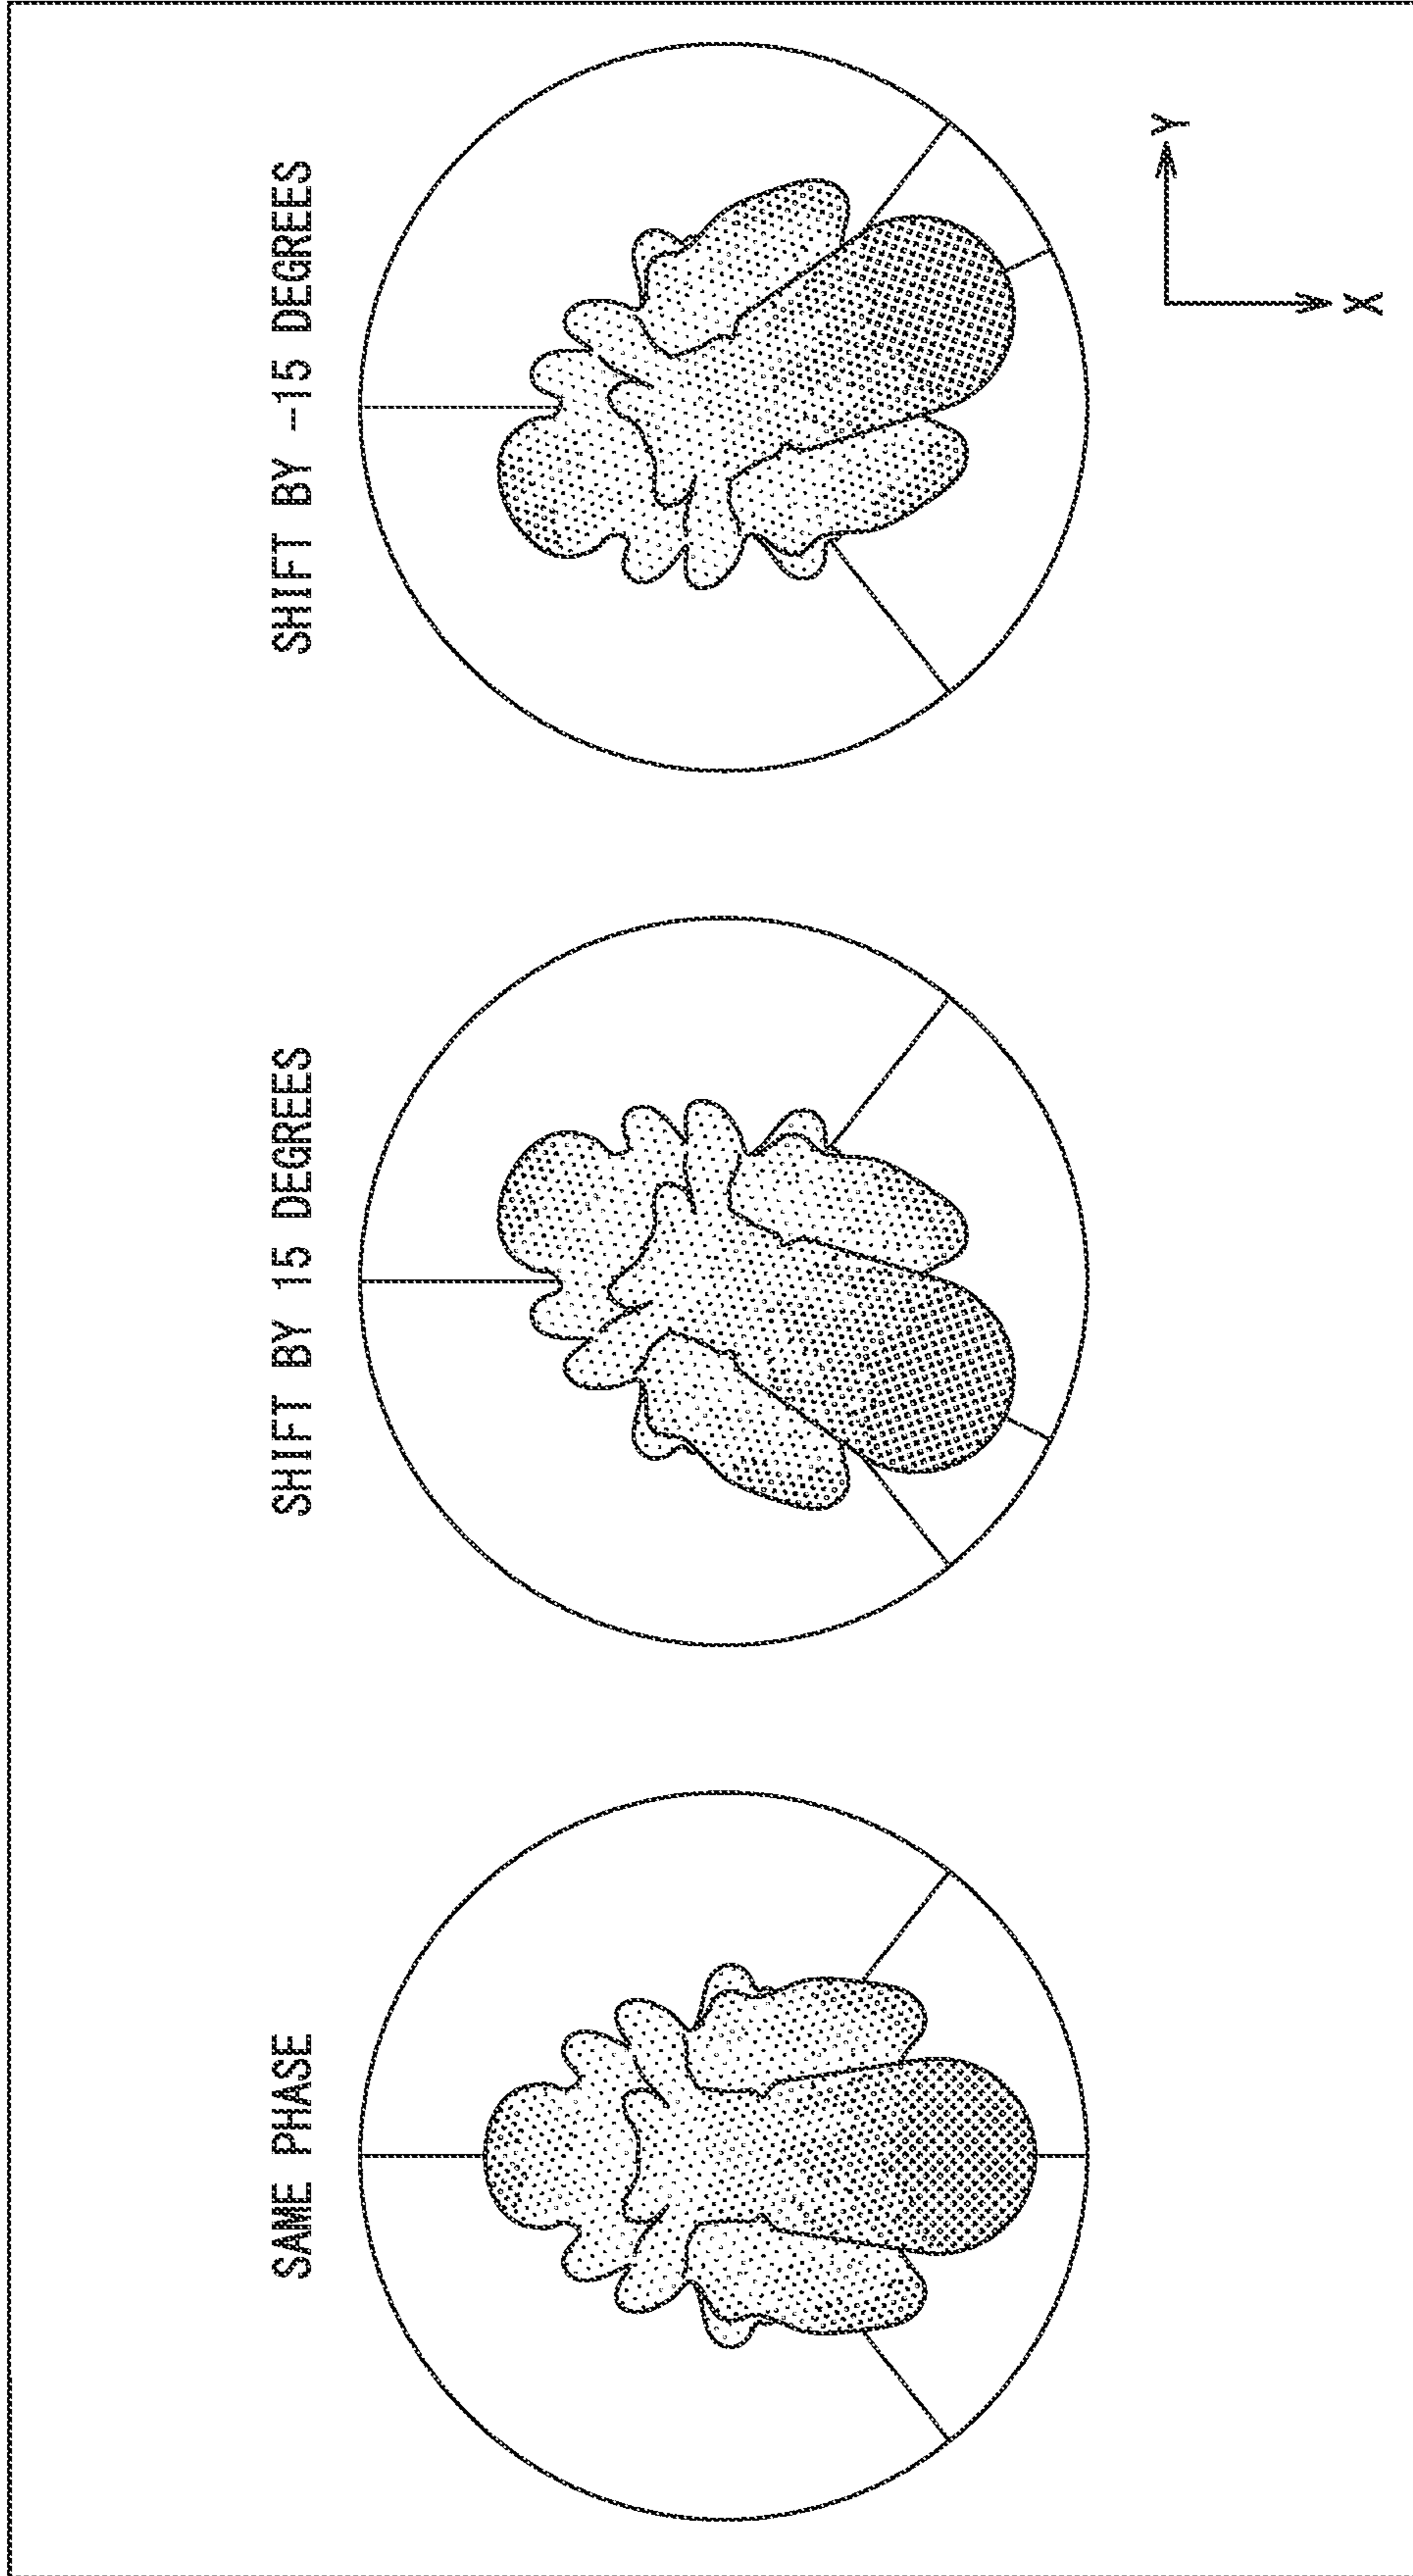 SAME PHASE
SHIFT BY 15 DEGREES
SHIFT BY -15 DEGREES
Y
X